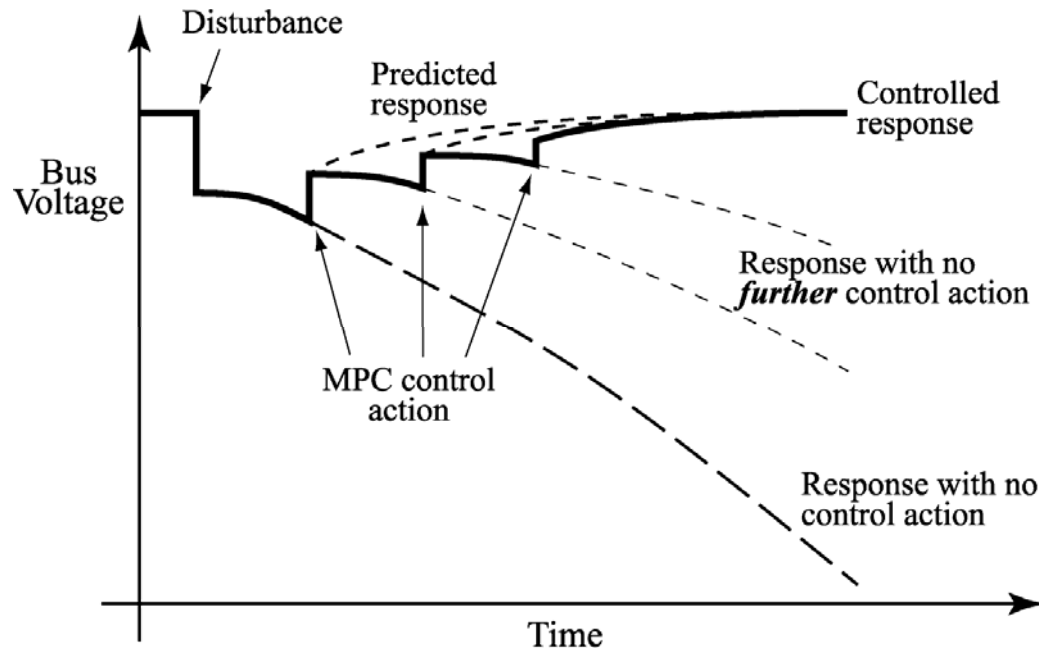 Disturbance
Predicted
response
Controlled
response
Bus
Voltage
Response with no
further control action
MPC control
action
Response with no
control action
Time